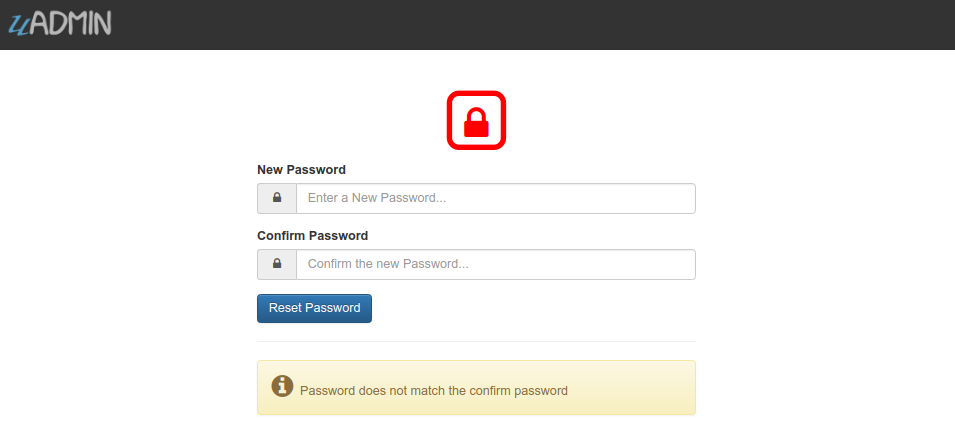 uADMIN
New Password
Enter a New Password...
Confirm Password
Confirm the new Password...
Reset Password
Password does not match the confirm password